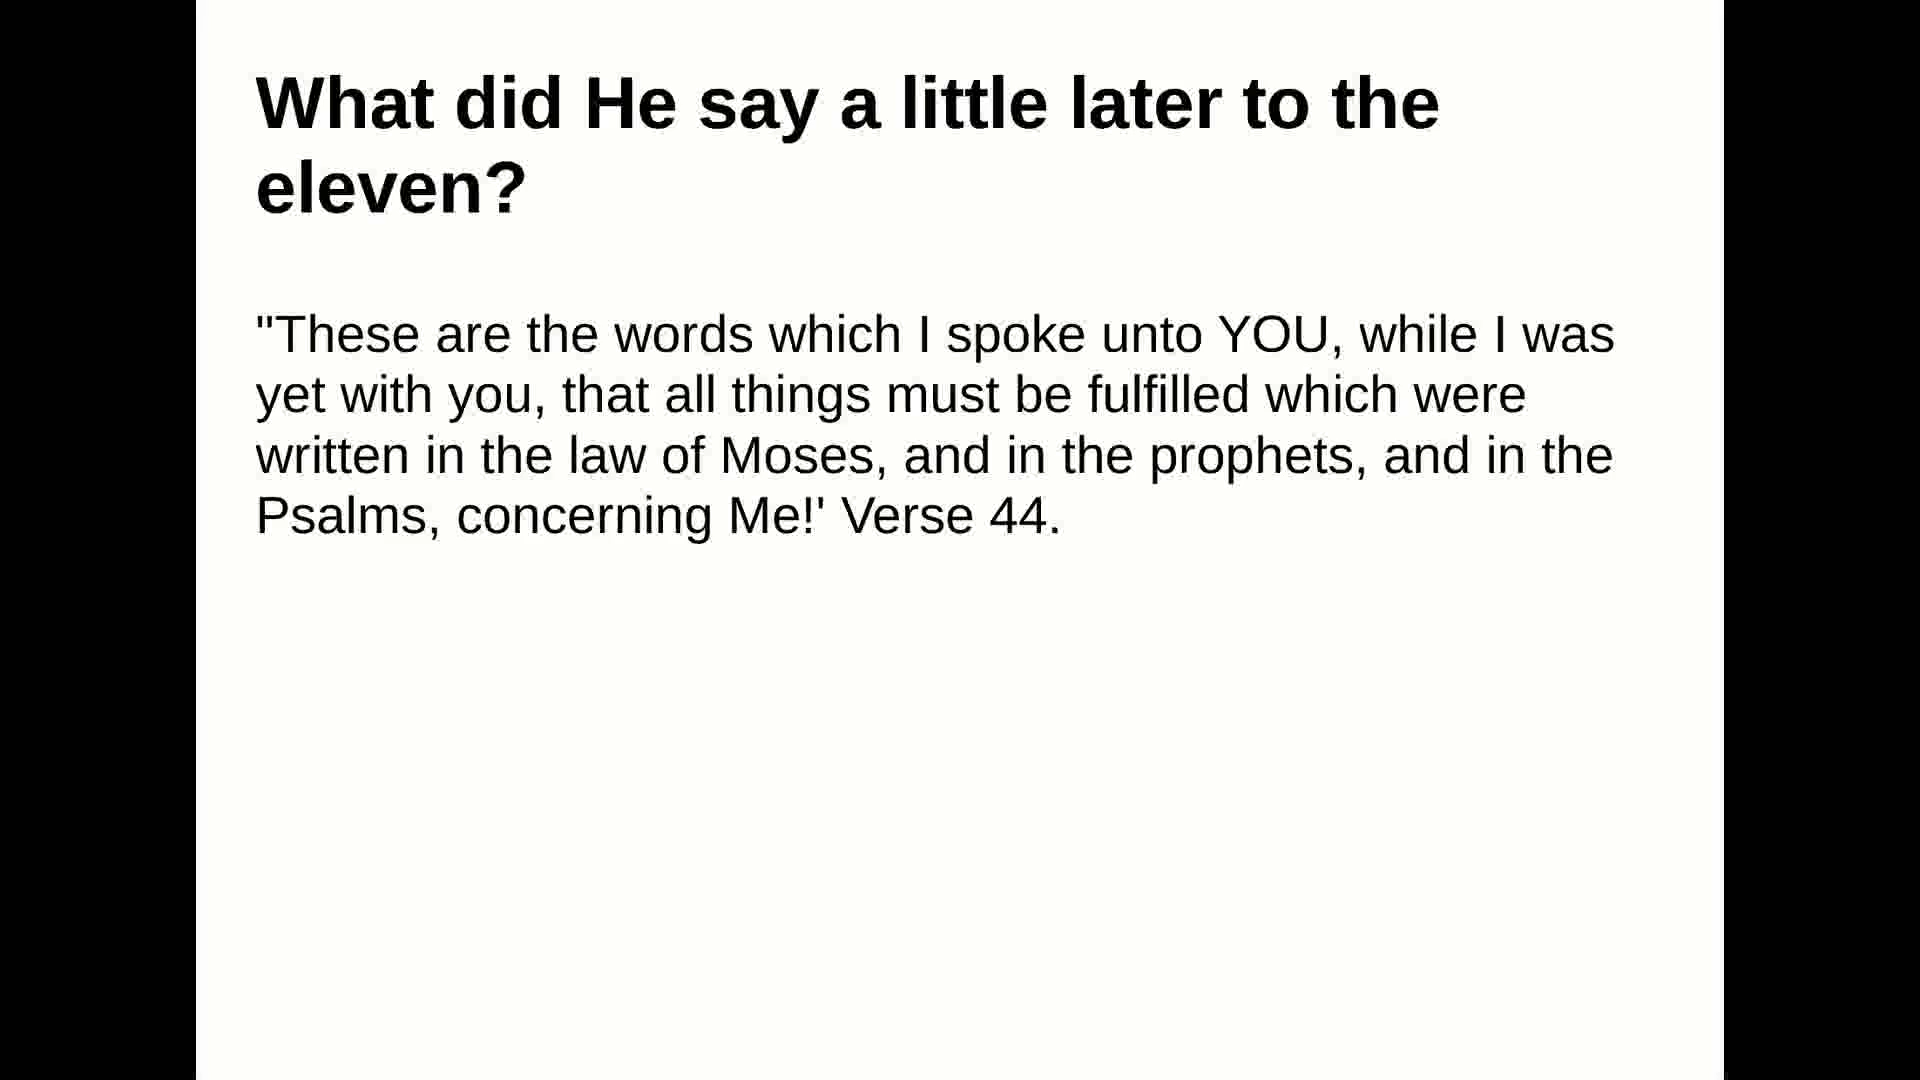 What did He say a little later to the
eleven?
"These are the words which I spoke unto YOU, while I was
yet with you, that all things must be fulfilled which were
written in the law of Moses, and in the prophets, and in the
Psalms, concerning Me!' Verse 44.